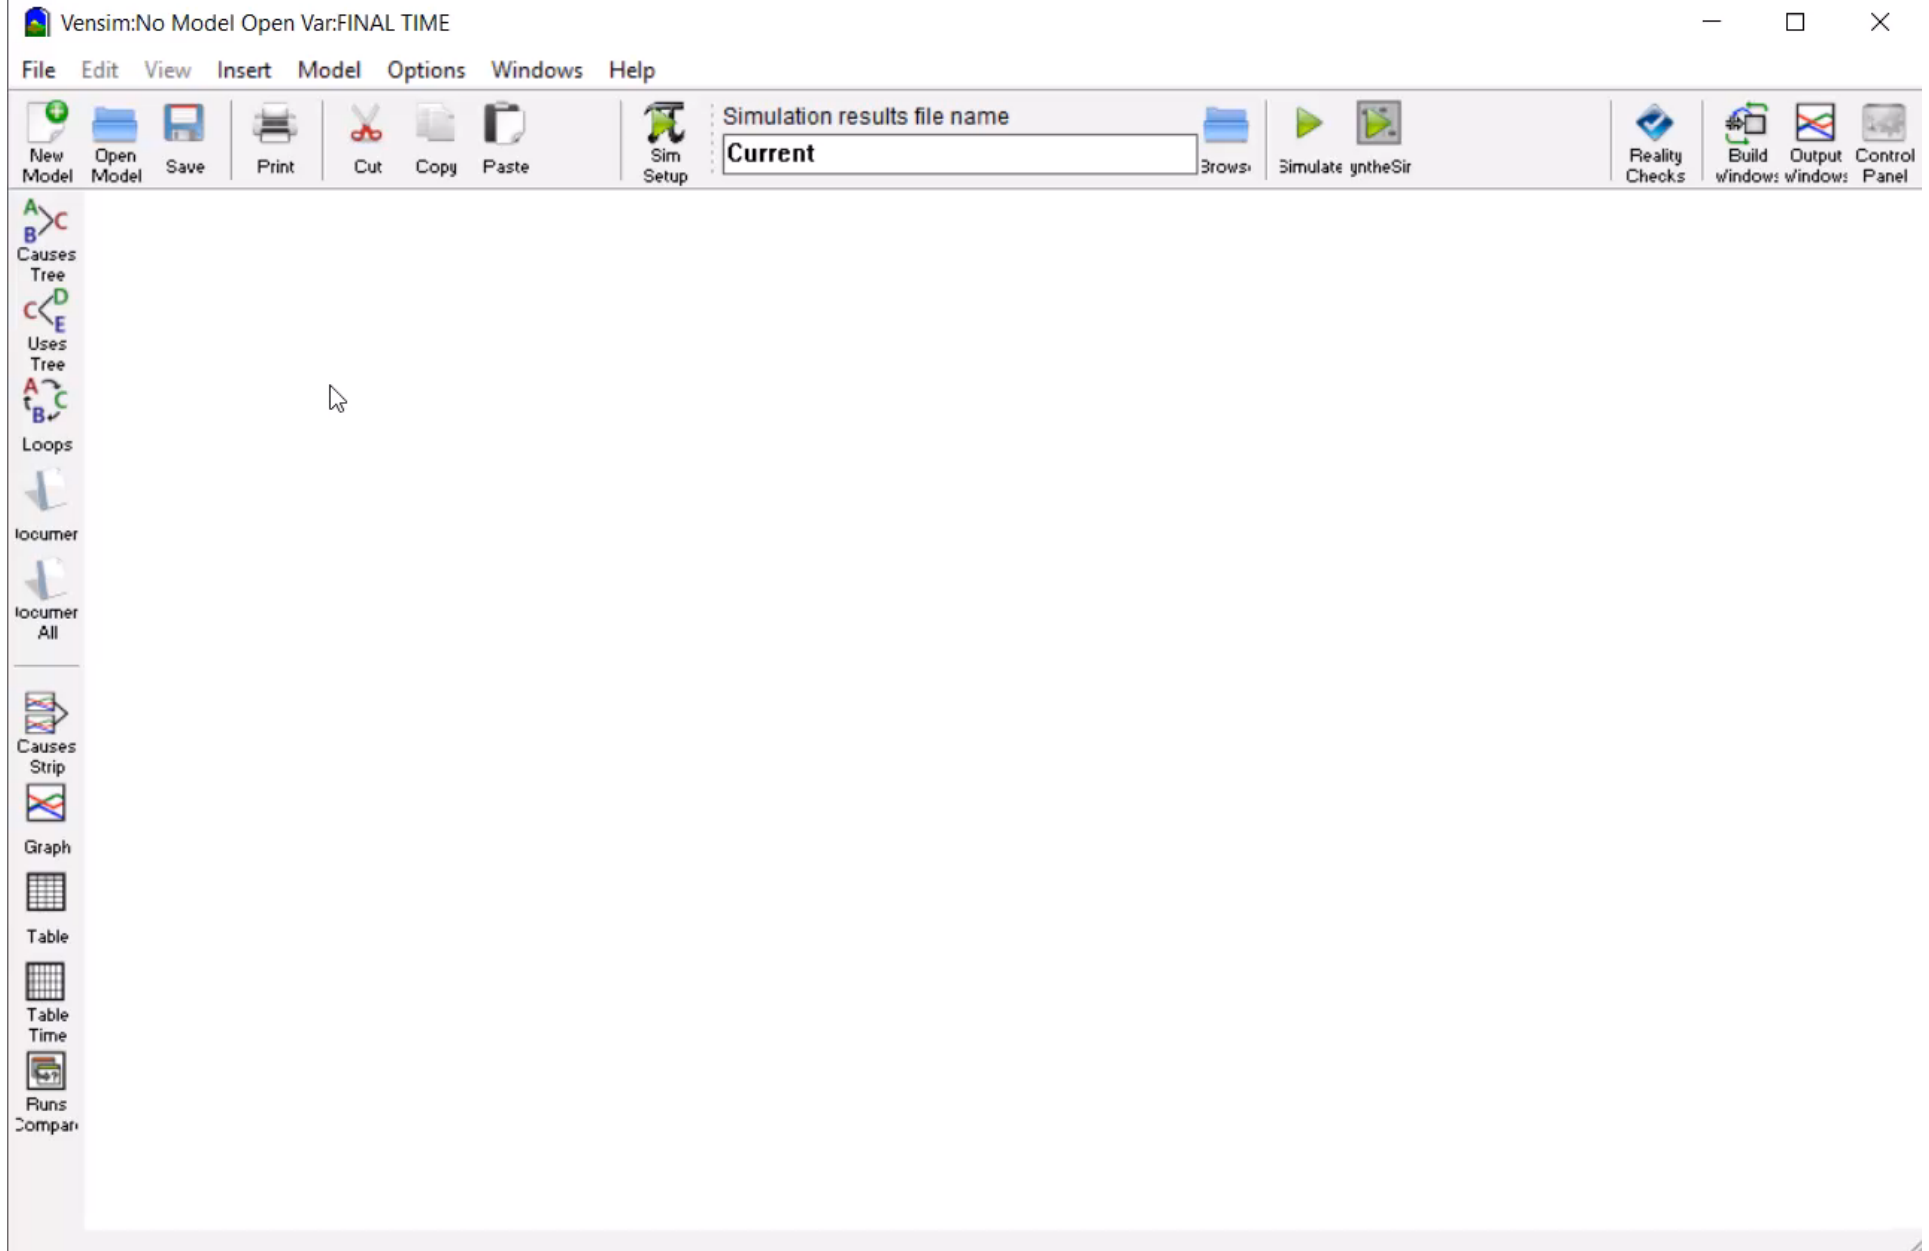 Vensim:No Model Open Var:FINAL TIME
File Edit View Insert Model Options Windows Help
New Model
Open Model
Save
Print
Cut
Copy
Paste
Sim Setup
Simulation results file name
Current
Brows
Simulate
yntheSir
Reality Checks
Build Windows
Output Windows
Control Panel
A
B
C
Causes
Tree
C
D
E
Uses
Tree
A
C
B
Loops
ocumer
ocumer
All
Causes
Strip
Graph
Table
Table
Time
Runs
Compar